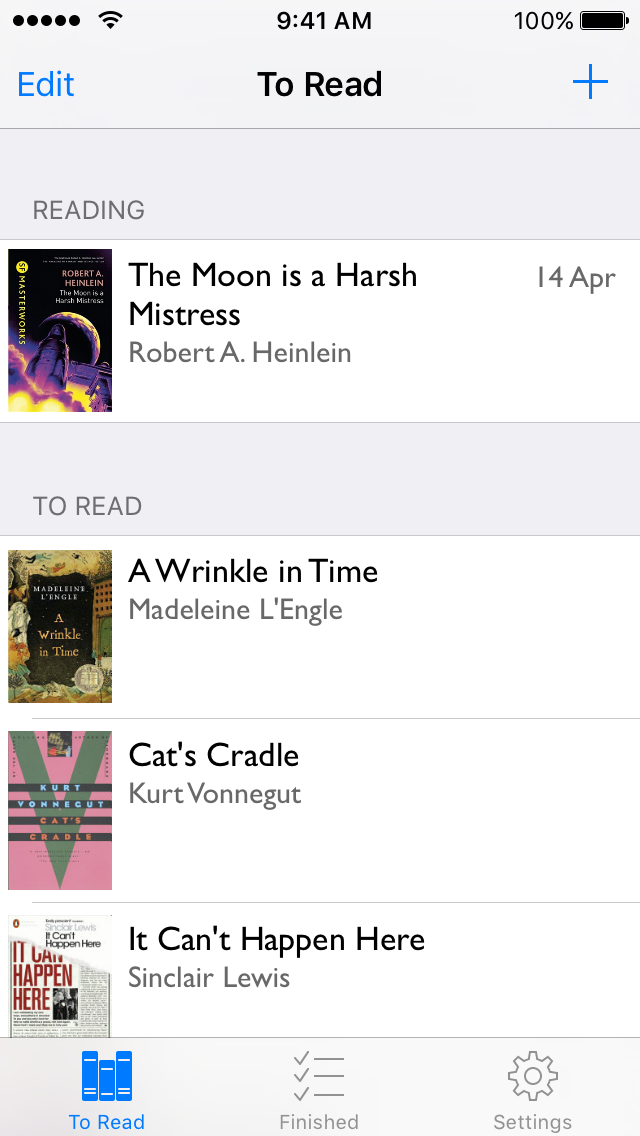 9:41 AM 100%
Edit To Read
READING
SF MASTERWORKS
ROBERT A.
HEINLEIN
The Moon is a
Harsh Mistress
The Moon is a Harsh 14 Apr
Mistress
Robert A. Heinlein
TO READ
MADELEINE
L'ENGLE
A
Wrinkle
in Time
A Wrinkle in Time
Madeleine L'Engle
KURT
VONNEGUT
CAT'S
CRADLE
Cat's Cradle
Kurt Vonnegut
Sinclair Lewis
It Can't
Happen Here
IT CAN'T
HAPPEN
HERE
It Can't Happen Here
Sinclair Lewis
To Read Finished Settings